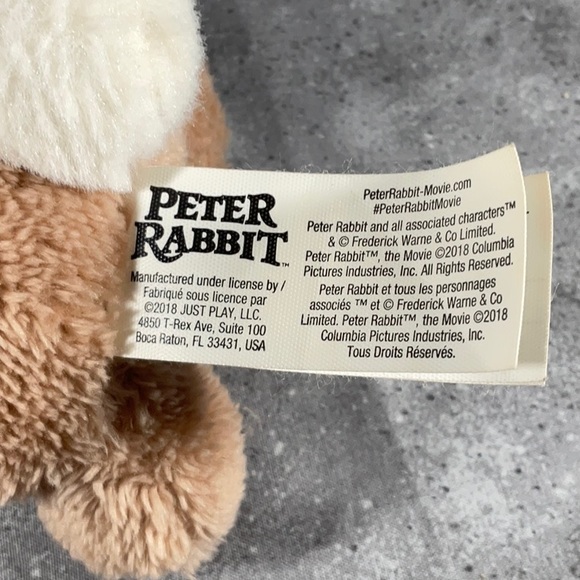 PETER
RABBIT™
Manufactured under license by /
Fabriqué sous licence par
©2018 JUST PLAY, LLC.
4850 T-Rex Ave, Suite 100
Boca Raton, FL 33431, USA
PeterRabbit-Movie.com
#PeterRabbitMovie
Peter Rabbit and all associated characters™
& © Frederick Warne & Co Limited.
Peter Rabbit™, the Movie ©2018 Columbia
Pictures Industries, Inc. All Rights Reserved.
Peter Rabbit et tous les personnages
associés ™ et © Frederick Warne & Co
Limited. Peter Rabbit™, the Movie ©2018
Columbia Pictures Industries, Inc.
Tous Droits Réservés.